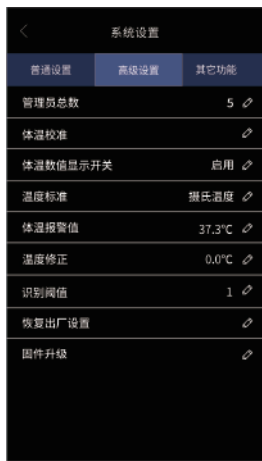 系统设置
普通设置 高级设置 其它功能
管理员总数 5
体温校准
体温数值显示开关 启用
温度标准 摄氏温度
体温报警值 37.3℃
温度修正 0.0℃
识别阈值 1
恢复出厂设置
固件升级